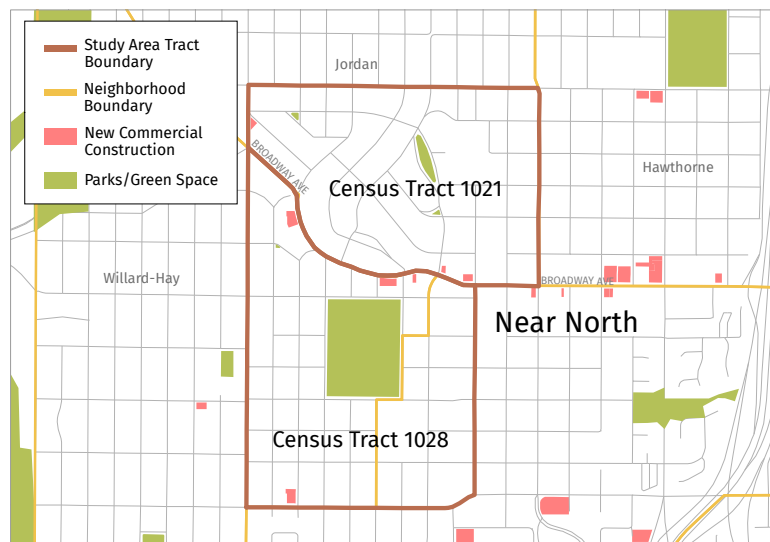 Study Area Tract
Boundary
Neighborhood
Boundary
New Commercial
Construction
Parks/Green Space
Jordan
BROADWAY AVE
Census Tract 1021
Hawthorne
Willard-Hay
BROADWAY AVE
Near North
Census Tract 1028